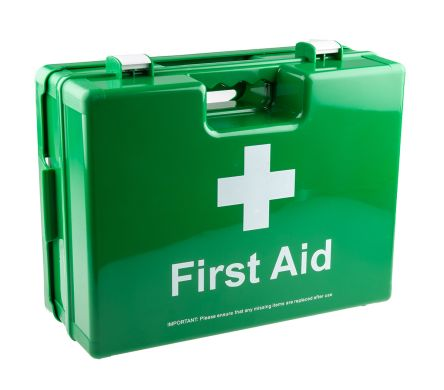 First Aid
IMPORTANT: Please ensure that any missing items are replaced after use